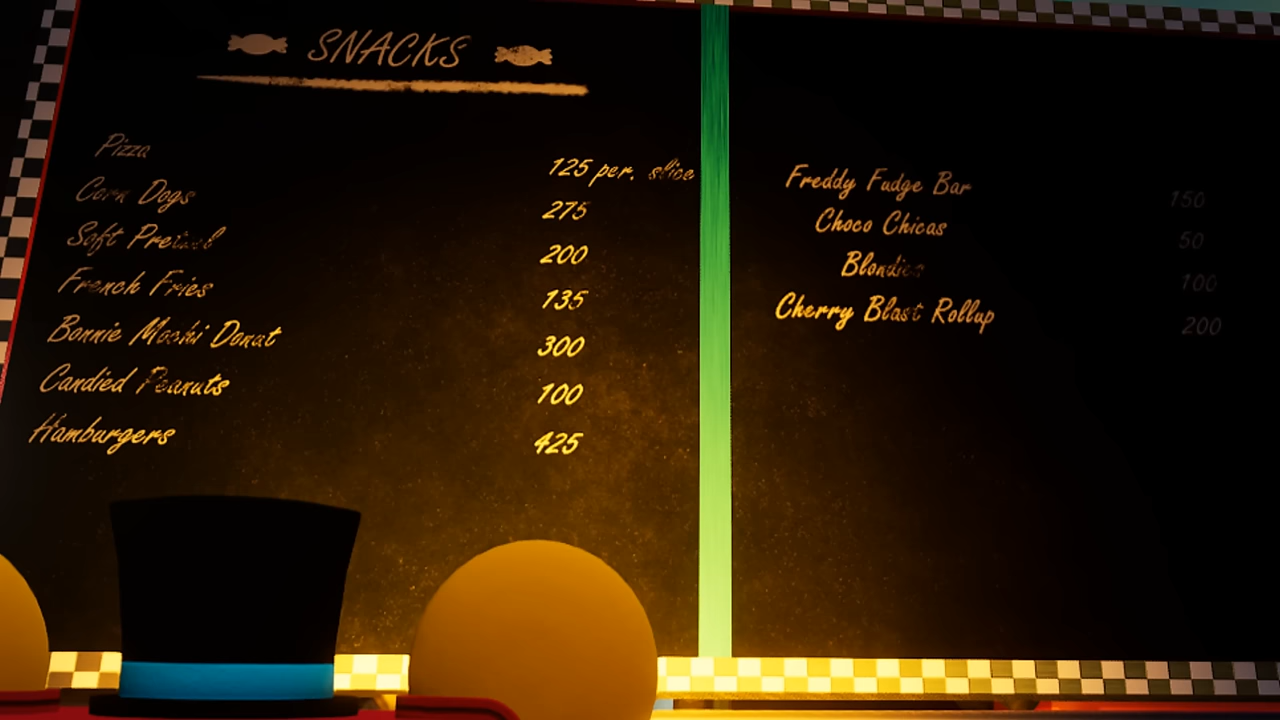 SNACKS
Pizza 125 per. slice
Corn Dogs 275
Soft Pretzel 200
French Fries 135
Bonnie Mochi Donut 300
Candied Peanuts 100
Hamburgers 425
Freddy Fudge Bar 150
Choco Chicas 50
Blondies 100
Cherry Blast Rollup 200